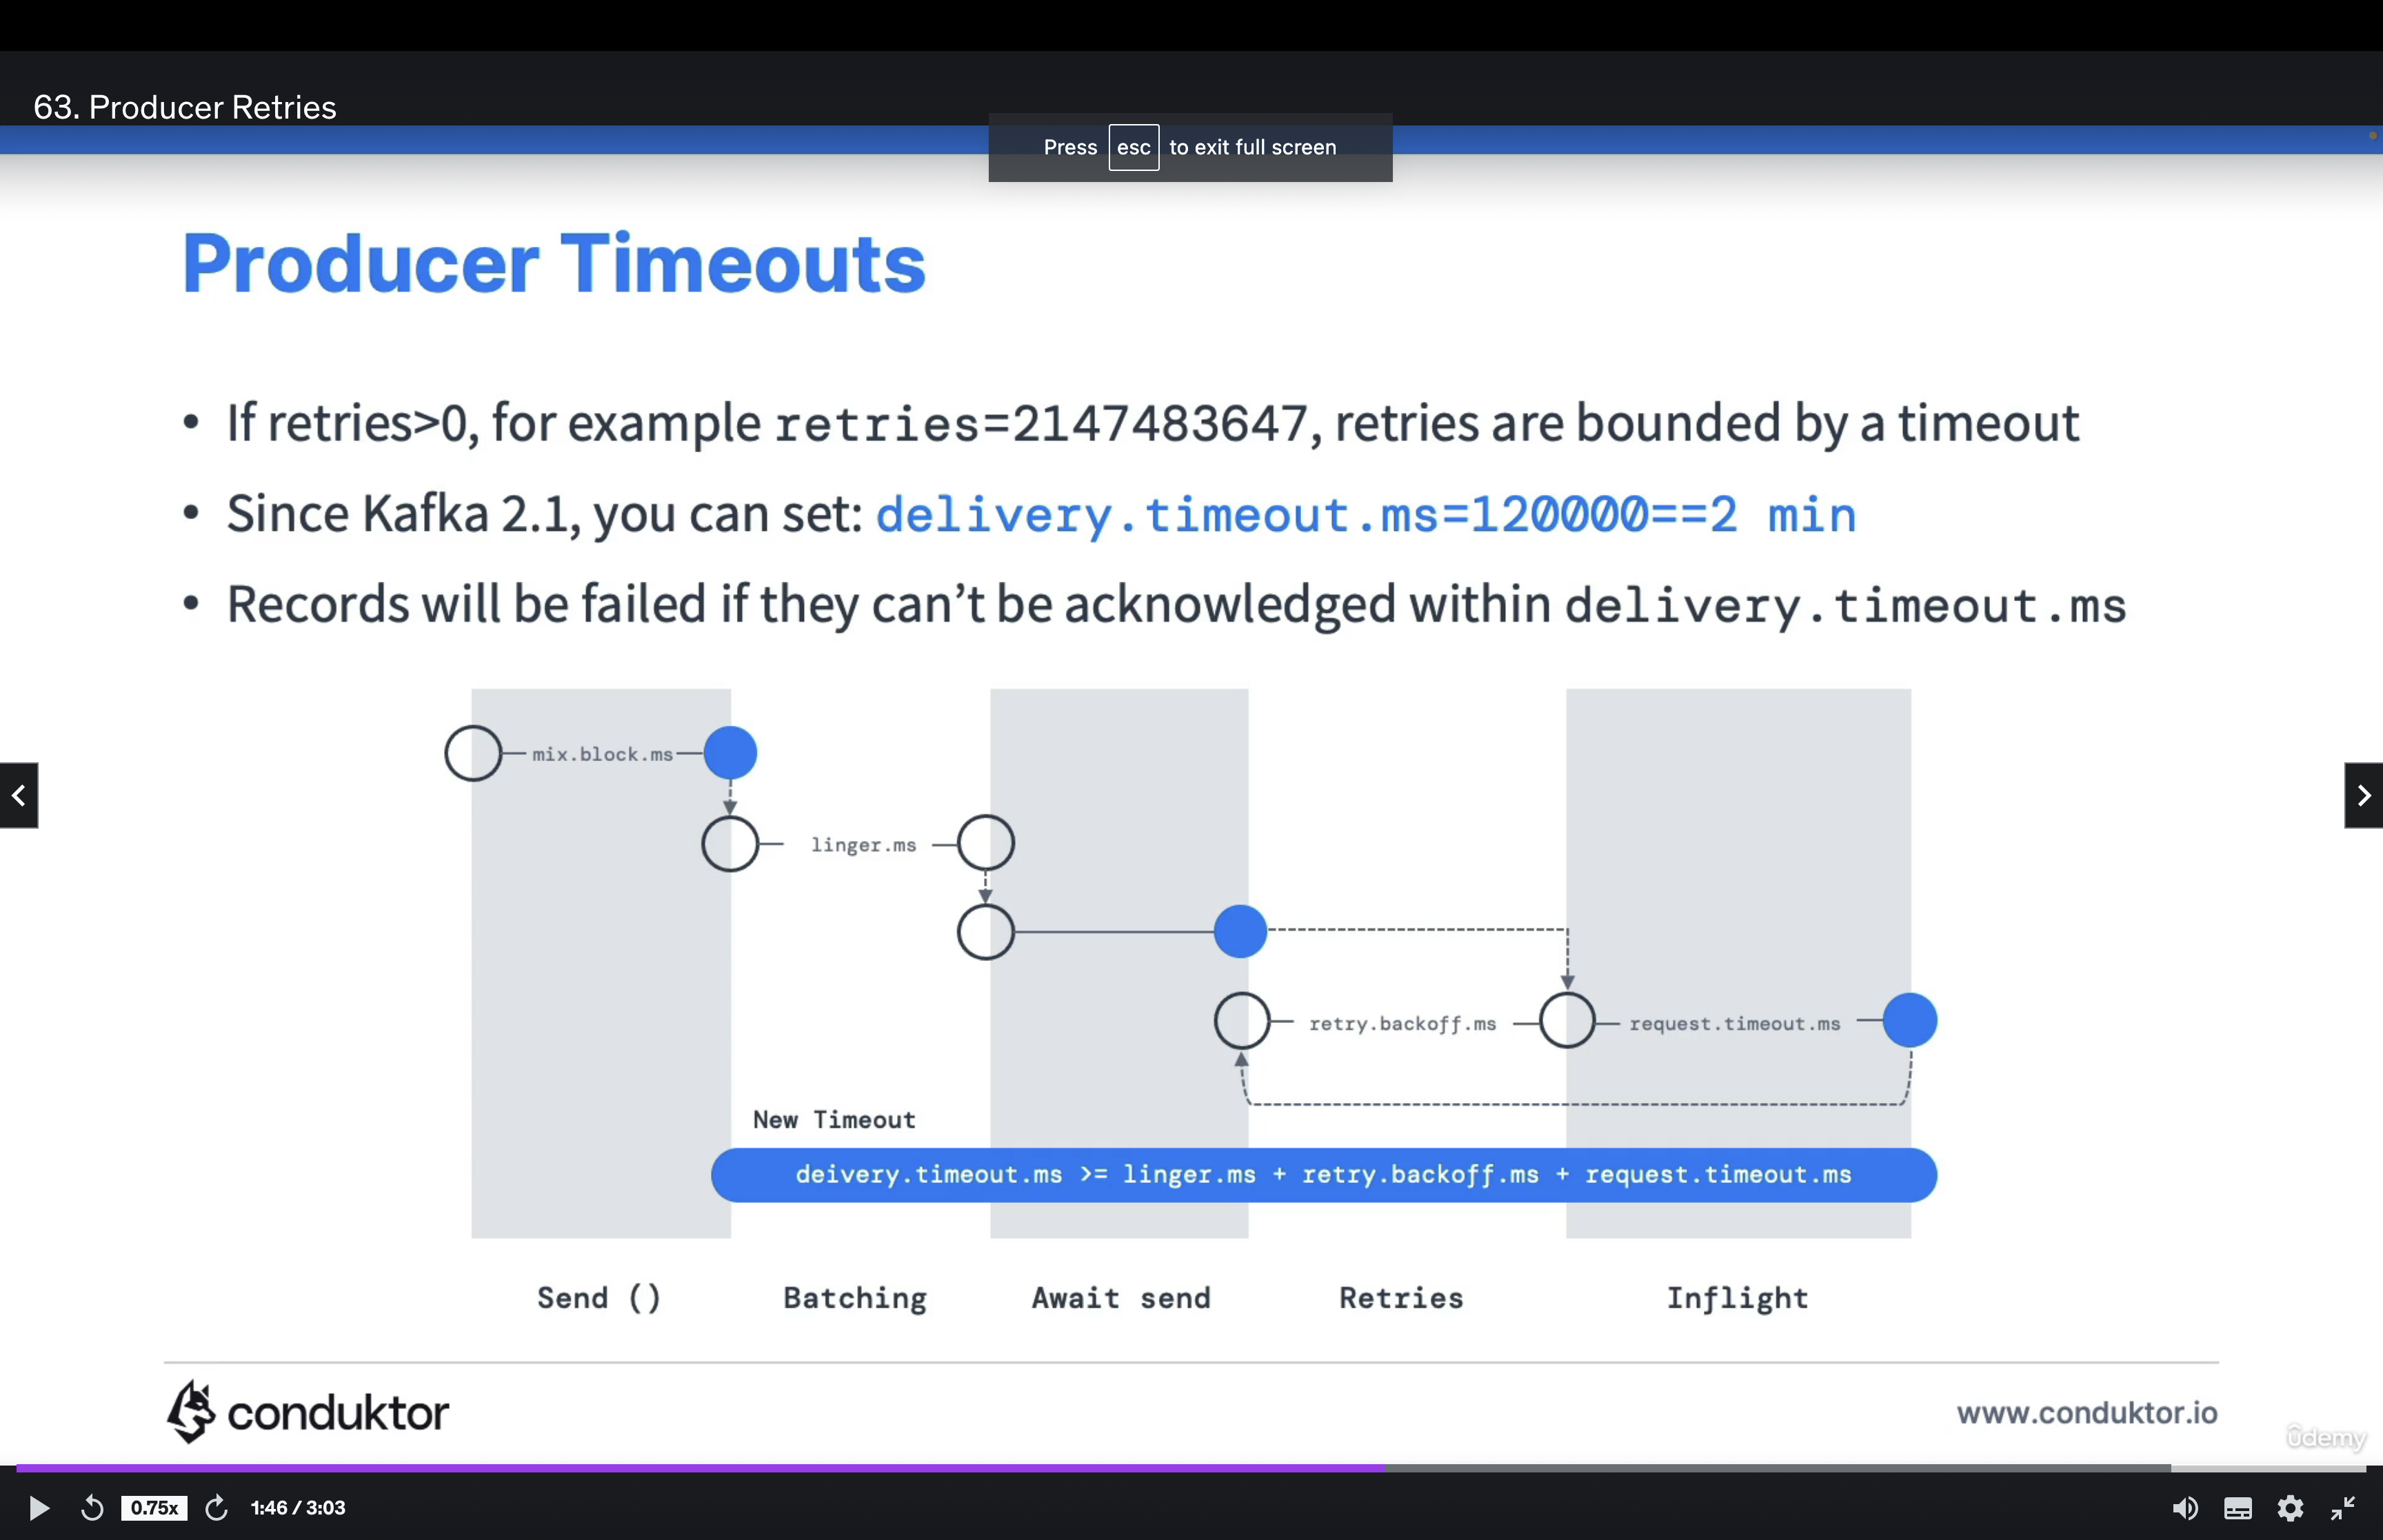 63. Producer Retries
Press esc to exit full screen
Producer Timeouts
• If retries>0, for example retries=2147483647, retries are bounded by a timeout
• Since Kafka 2.1, you can set: delivery.timeout.ms=120000==2 min
• Records will be failed if they can’t be acknowledged within delivery.timeout.ms
mix.block.ms
linger.ms
retry.backoff.ms
request.timeout.ms
New Timeout
deivery.timeout.ms >= linger.ms + retry.backoff.ms + request.timeout.ms
Send ()
Batching
Await send
Retries
Inflight
conduktor
www.conduktor.io
ûdemy
0.75x
1:46 / 3:03